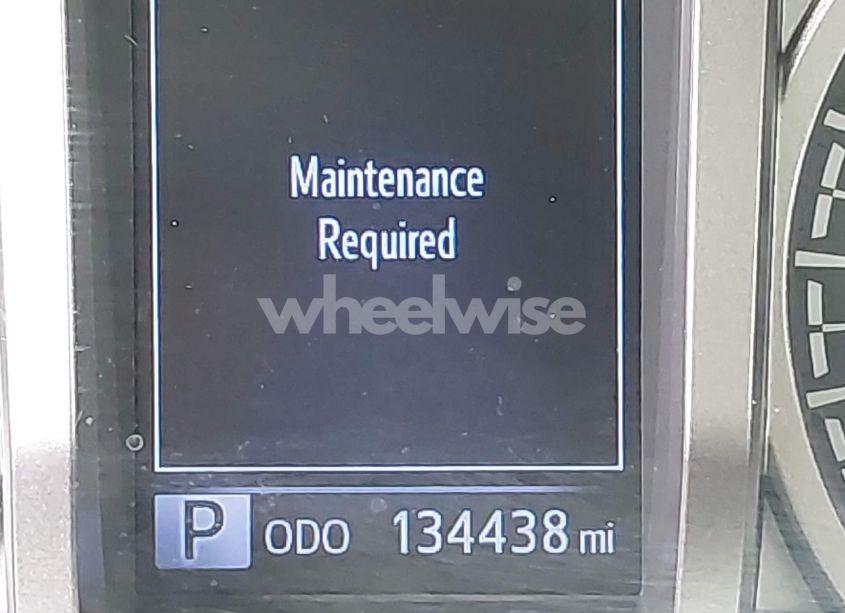 Maintenance
Required
wheelwise
P ODO 134438 mi